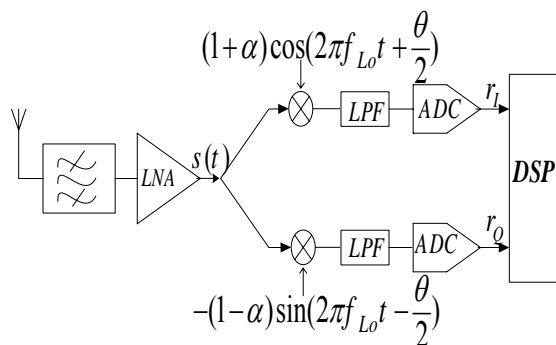 (1+α)cos(2πf_{Lo}t+θ/2)
LPF
ADC
r_I
DSP
LNA
s(t)
LPF
ADC
r_Q
-(1-α)sin(2πf_{Lo}t-θ/2)